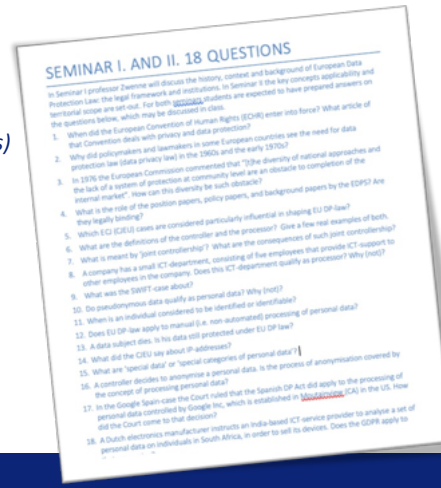 s)
SEMINAR I. AND II. 18 QUESTIONS
In Seminar I professor Zwenne will discuss the history, context and background of European Data
Protection Law: the legal framework and institutions. In Seminar II the key concepts applicability and
territorial scope are set-out. For both seminars students are expected to have prepared answers on
the questions below, which may be discussed in class.
1. When did the European Convention of Human Rights (ECHR) enter into force? What article of
that Convention deals with privacy and data protection?
2. Why did policymakers and lawmakers in some European countries see the need for data
protection law (data privacy law) in the 1960s and the early 1970s?
3. In 1976 the European Commission commented that "[t]he diversity of national approaches and
the lack of a system of protection at community level are an obstacle to completion of the
internal market". How can this diversity be such obstacle?
4. What is the role of the position papers, policy papers, and background papers by the EDPS? Are
they legally binding?
5. Which ECJ (CJEU) cases are considered particularly influential in shaping EU DP-law?
6. What are the definitions of the controller and the processor? Give a few real examples of both.
7. What is meant by 'joint controllership'? What are the consequences of such joint controllership?
8. A company has a small ICT-department, consisting of five employees that provide ICT-support to
other employees in the company. Does this ICT-department qualify as processor? Why (not)?
9. What was the SWIFT-case about?
10. Do pseudonymous data qualify as personal data? Why (not)?
11. When is an individual considered to be identified or identifiable?
12. Does EU DP-law apply to manual (i.e. non-automated) processing of personal data?
13. A data subject dies. Is his data still protected under EU DP law?
14. What did the CJEU say about IP-addresses?
15. What are 'special data' or 'special categories of personal data'?
16. A controller decides to anonymise a personal data. Is the process of anonymisation covered by
the concept of processing personal data?
17. In the Google Spain-case the Court ruled that the Spanish DP Act did apply to the processing of
personal data controlled by Google Inc, which is established in Moutainview (CA) in the US. How
did the Court come to that decision?
18. A Dutch electronics manufacturer instructs an India-based ICT-service provider to analyse a set of
personal data on individuals in South Africa, in order to sell its devices. Does the GDPR apply to